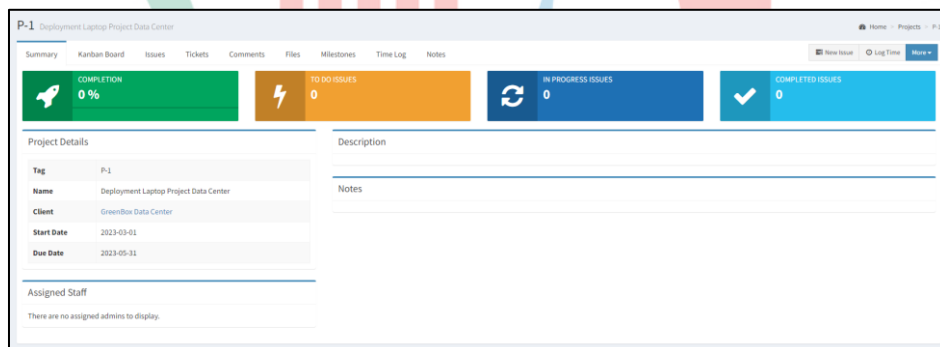 P-1 Deployment Laptop Project Data Center
Home > Projects > P-1
Summary Kanban Board Issues Tickets Comments Files Milestones Time Log Notes
New Issue Log Time More
COMPLETION
0 %
TO DO ISSUES
0
IN PROGRESS ISSUES
0
COMPLETED ISSUES
0
Project Details
Tag P-1
Name Deployment Laptop Project Data Center
Client GreenBox Data Center
Start Date 2023-03-01
Due Date 2023-05-31
Assigned Staff
There are no assigned admins to display.
Description
Notes